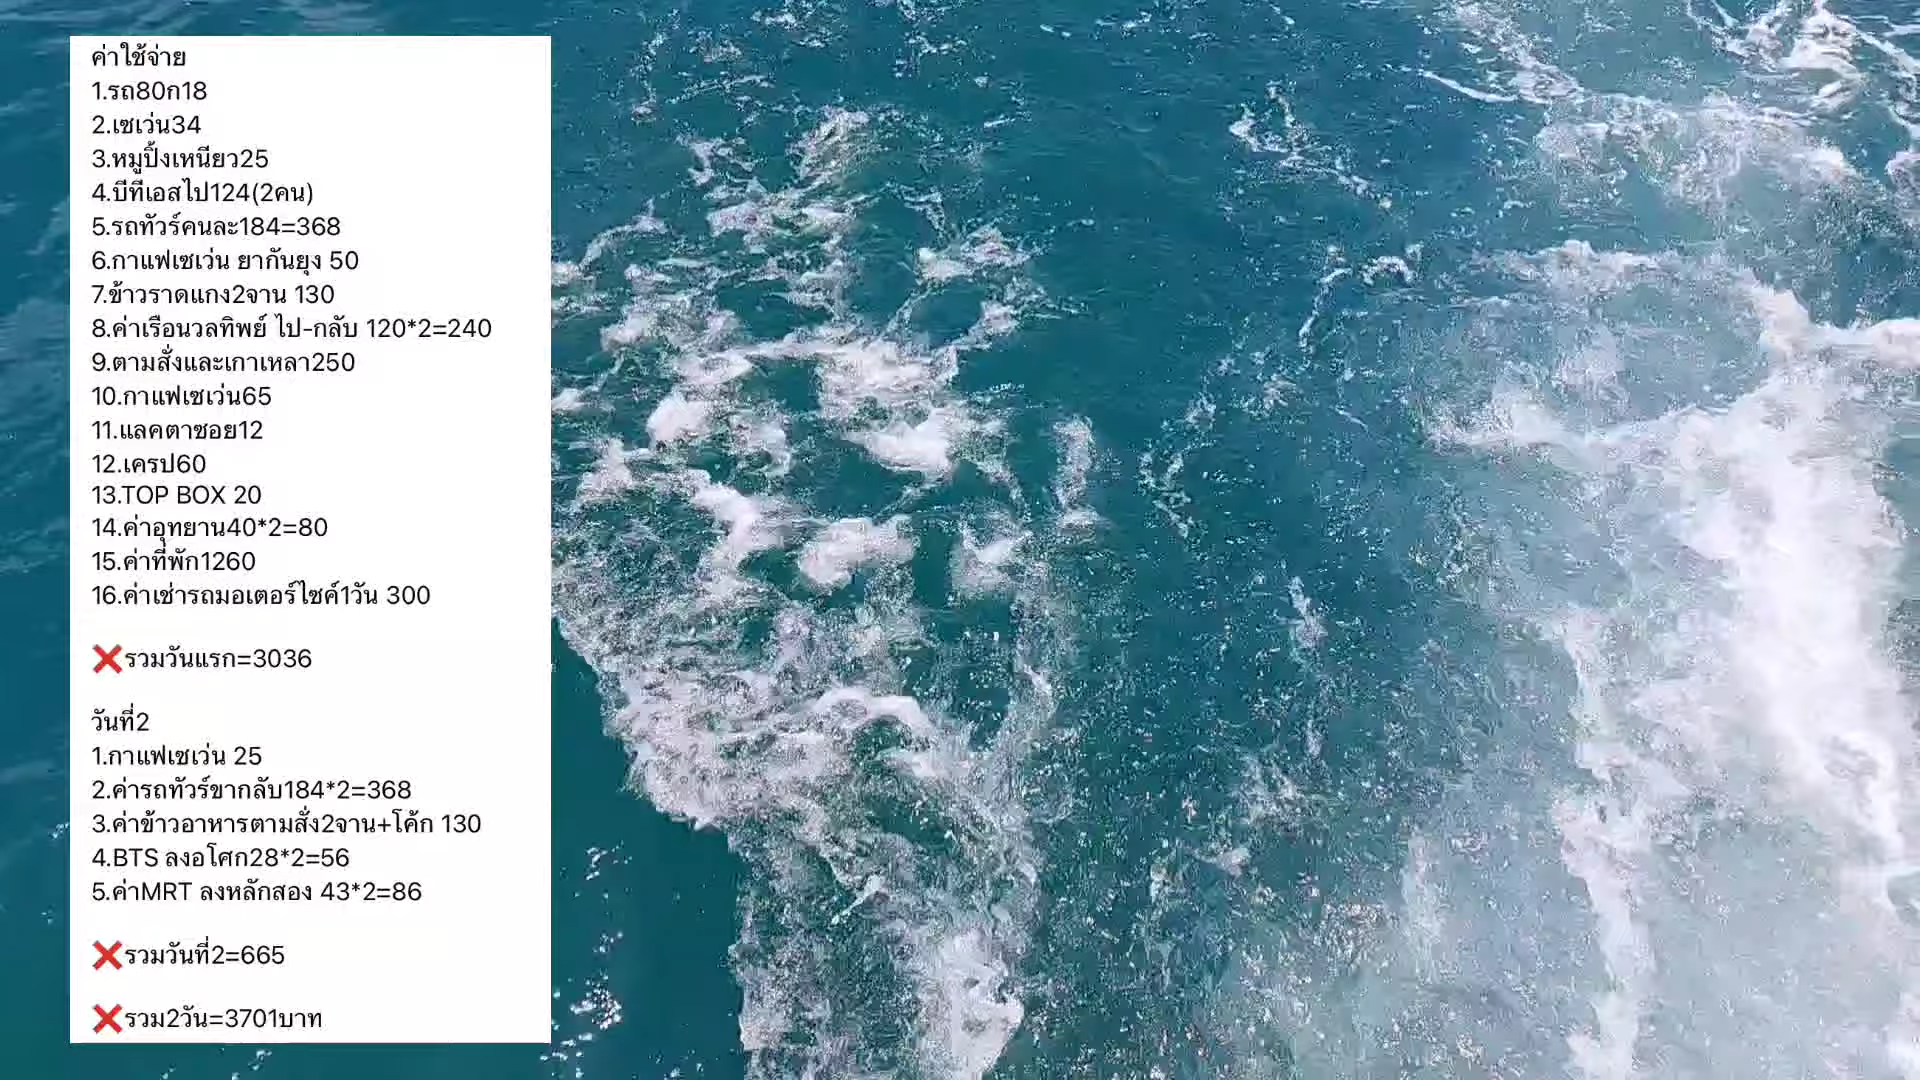 ค่าใช้จ่าย
1.รถ80ก18
2.เซเว่น34
3.หมูปิ้งเหนียว25
4.บีทีเอสไป124(2คน)
5.รถทัวร์คนละ184=368
6.กาแฟเซเว่น ยากันยุง 50
7.ข้าวราดแกง2จาน 130
8.ค่าเรือนวลทิพย์ ไป-กลับ 120*2=240
9.ตามสั่งและเกาเหลา250
10.กาแฟเซเว่น65
11.แลคตาซอย12
12.เครป60
13.TOP BOX 20
14.ค่าอุทยาน40*2=80
15.ค่าที่พัก1260
16.ค่าเช่ารถมอเตอร์ไซค์1วัน 300
❌รวมวันแรก=3036
วันที่2
1.กาแฟเซเว่น 25
2.ค่ารถทัวร์ขากลับ184*2=368
3.ค่าข้าวอาหารตามสั่ง2จาน+โค้ก 130
4.BTS ลงอโศก28*2=56
5.ค่าMRT ลงหลักสอง 43*2=86
❌รวมวันที่2=665
❌รวม2วัน=3701บาท